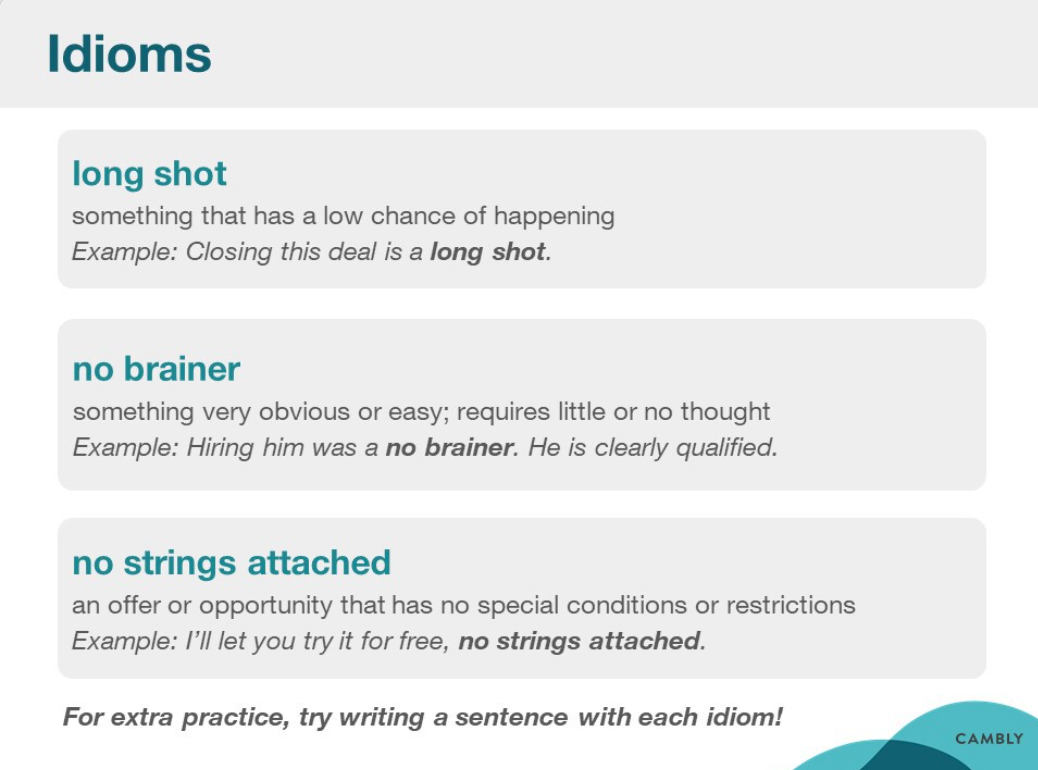 Idioms
long shot
something that has a low chance of happening
Example: Closing this deal is a long shot.
no brainer
something very obvious or easy; requires little or no thought
Example: Hiring him was a no brainer. He is clearly qualified.
no strings attached
an offer or opportunity that has no special conditions or restrictions
Example: I’ll let you try it for free, no strings attached.
For extra practice, try writing a sentence with each idiom!
CAMBLY